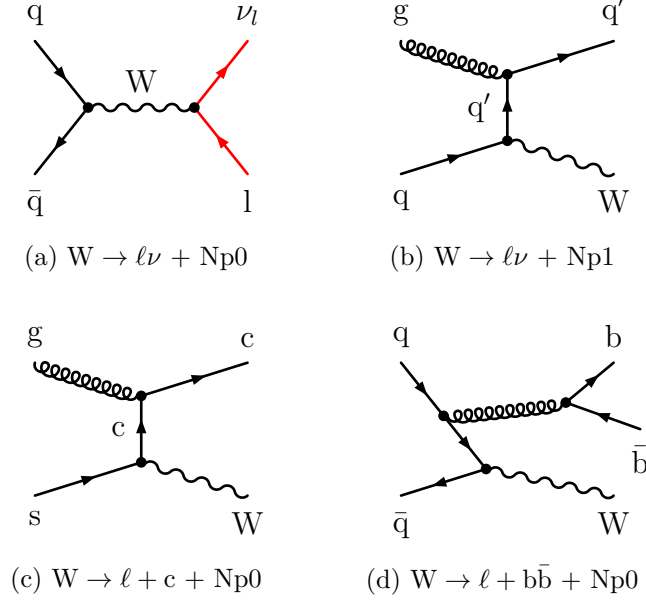 q
ν_l
W
q̄
l
(a) W → ℓν + Np0
g
q′
q′
q
W
(b) W → ℓν + Np1
g
c
c
s
W
(c) W → ℓ + c + Np0
q
b
b̄
q̄
W
(d) W → ℓ + bb̄ + Np0